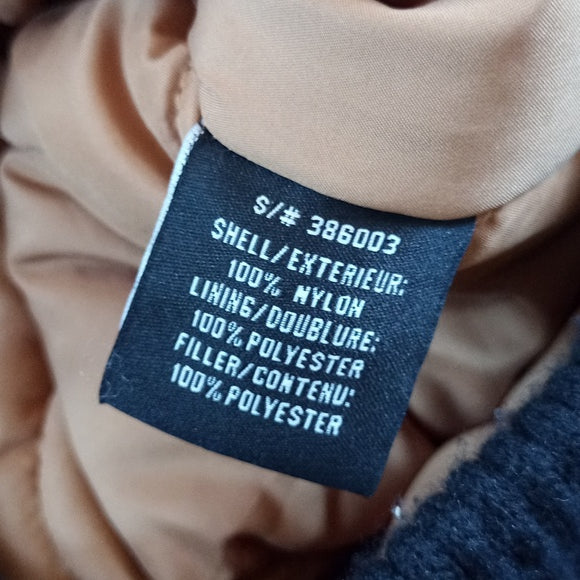 S/# 386003
SHELL/EXTERIEUR:
100% NYLON
LINING/DOUBLURE:
100% POLYESTER
FILLER/CONTENU:
100% POLYESTER